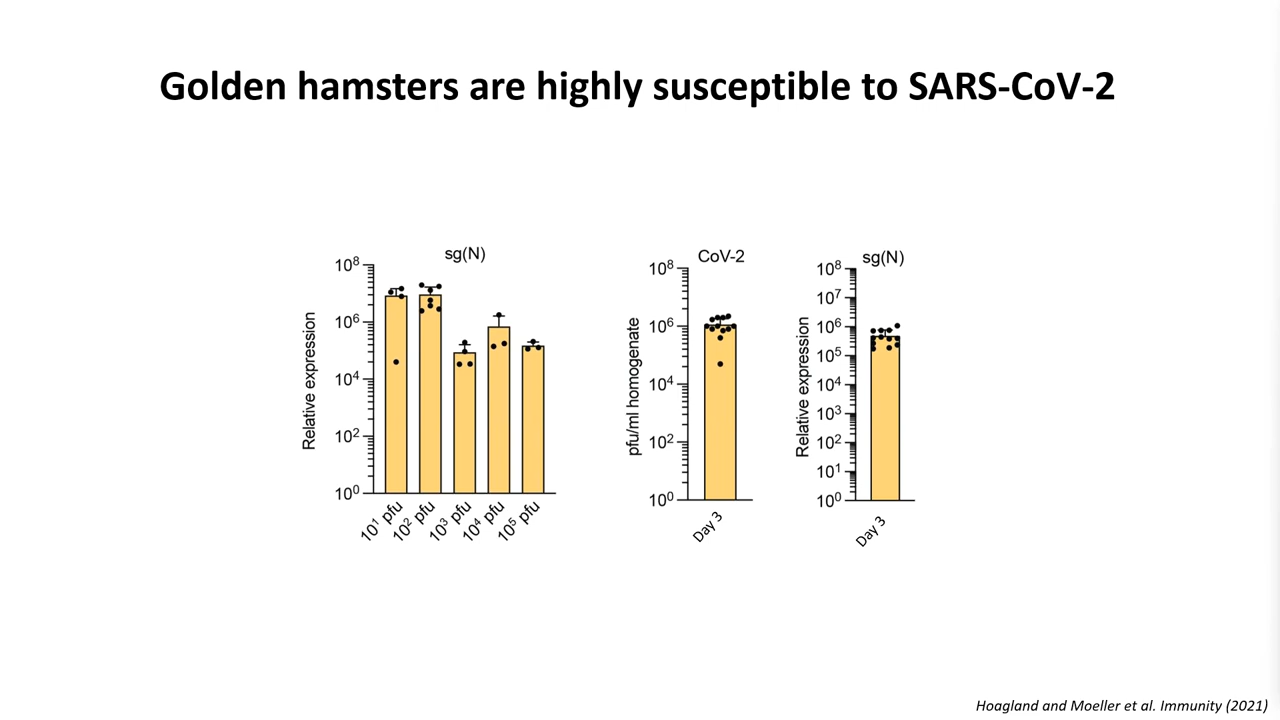 Golden hamsters are highly susceptible to SARS-CoV-2
sg(N)
Relative expression
10⁸
10⁶
10⁴
10²
10⁰
10¹ pfu
10² pfu
10³ pfu
10⁴ pfu
10⁵ pfu
CoV-2
pfu/ml homogenate
10⁸
10⁶
10⁴
10²
10⁰
Day 3
sg(N)
Relative expression
10⁸
10⁷
10⁶
10⁵
10⁴
10³
10²
10¹
10⁰
Day 3
Hoagland and Moeller et al. Immunity (2021)